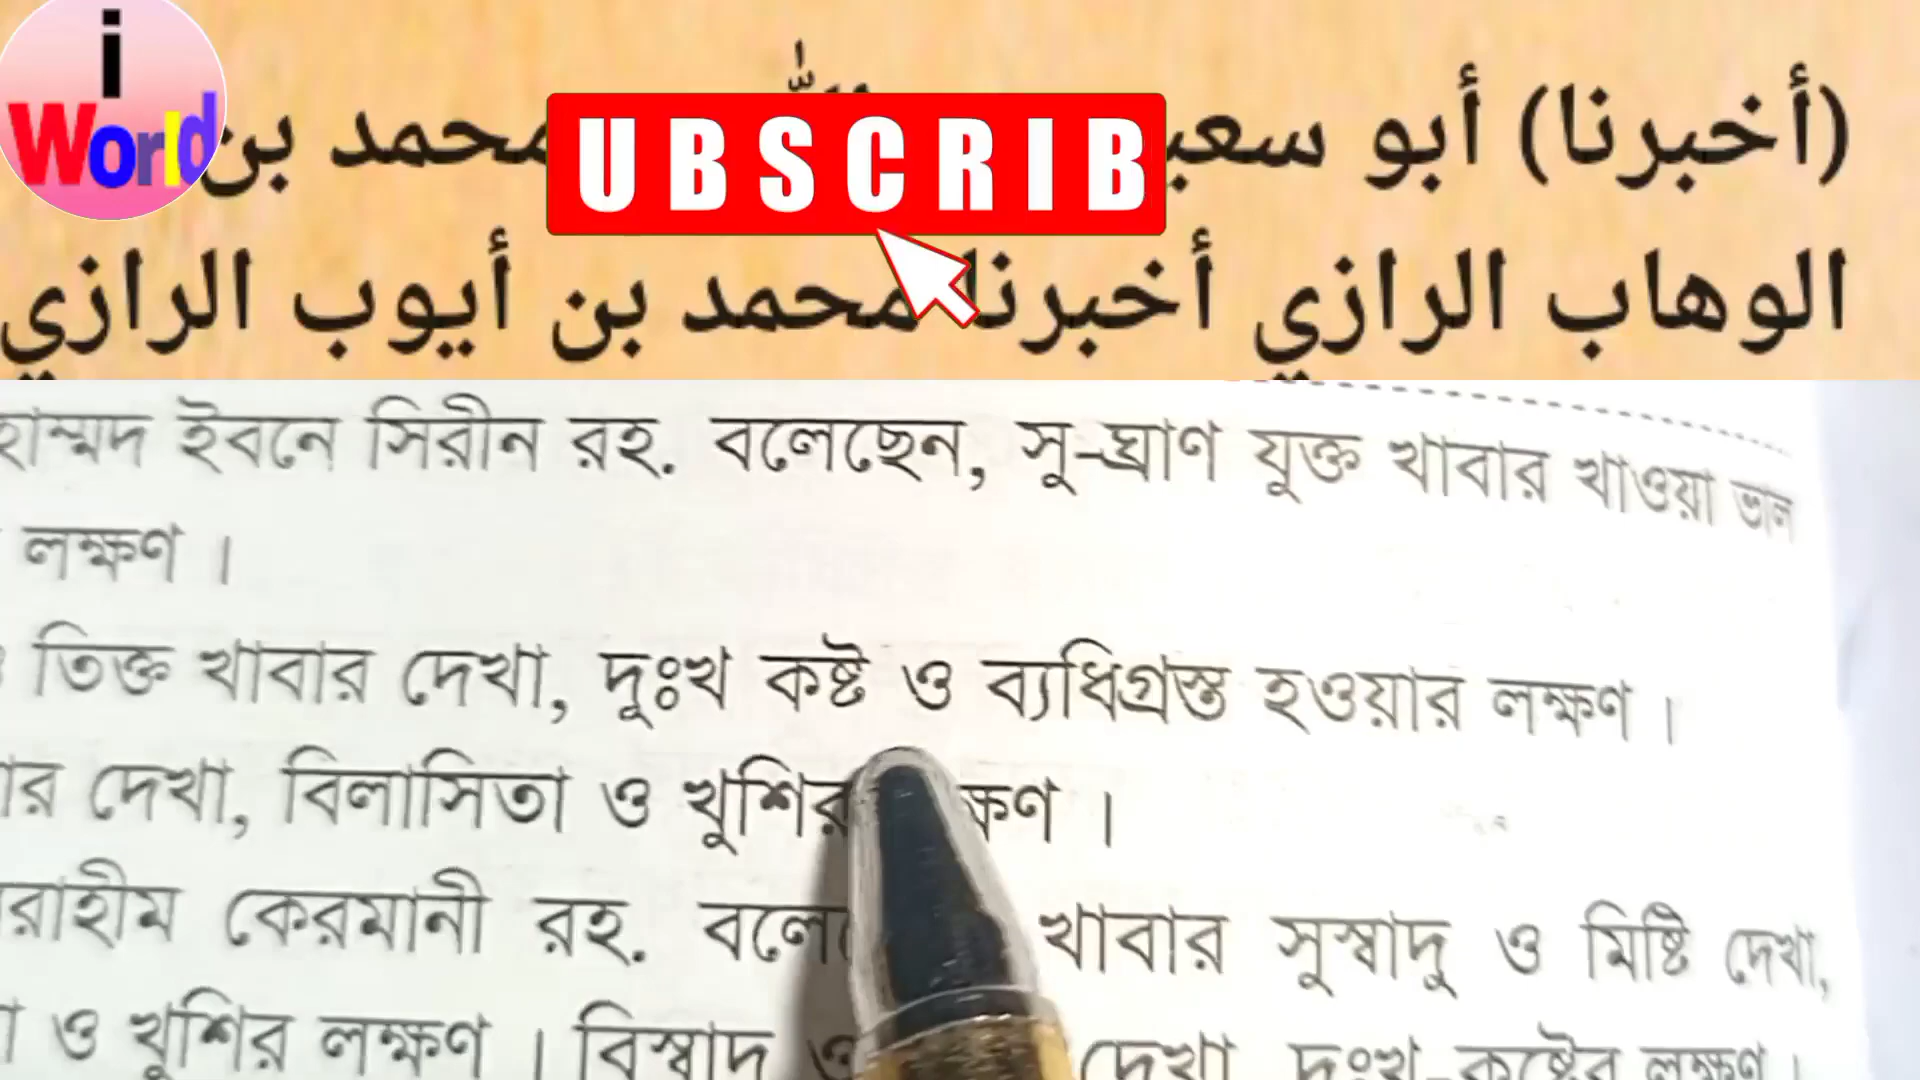 i
World
(أخبرنا) أبو سعيد محمد بن
UBSCRIB
الوهاب الرازي أخبرنا محمد بن أيوب الرازي
হাম্মদ ইবনে সিরীন রহ. বলেছেন, সু-ঘ্রাণ যুক্ত খাবার খাওয়া ভাল
লক্ষণ।
তিক্ত খাবার দেখা, দুঃখ কষ্ট ও ব্যধিগ্রস্ত হওয়ার লক্ষণ।
ার দেখা, বিলাসিতা ও খুশির ক্ষণ।
রাহীম কেরমানী রহ. বলে খাবার সুস্বাদু ও মিষ্টি দেখা,
ও খুশির লক্ষণ। বিস্বাদ ও দেখা দুঃখ-কষ্টের লক্ষণ।